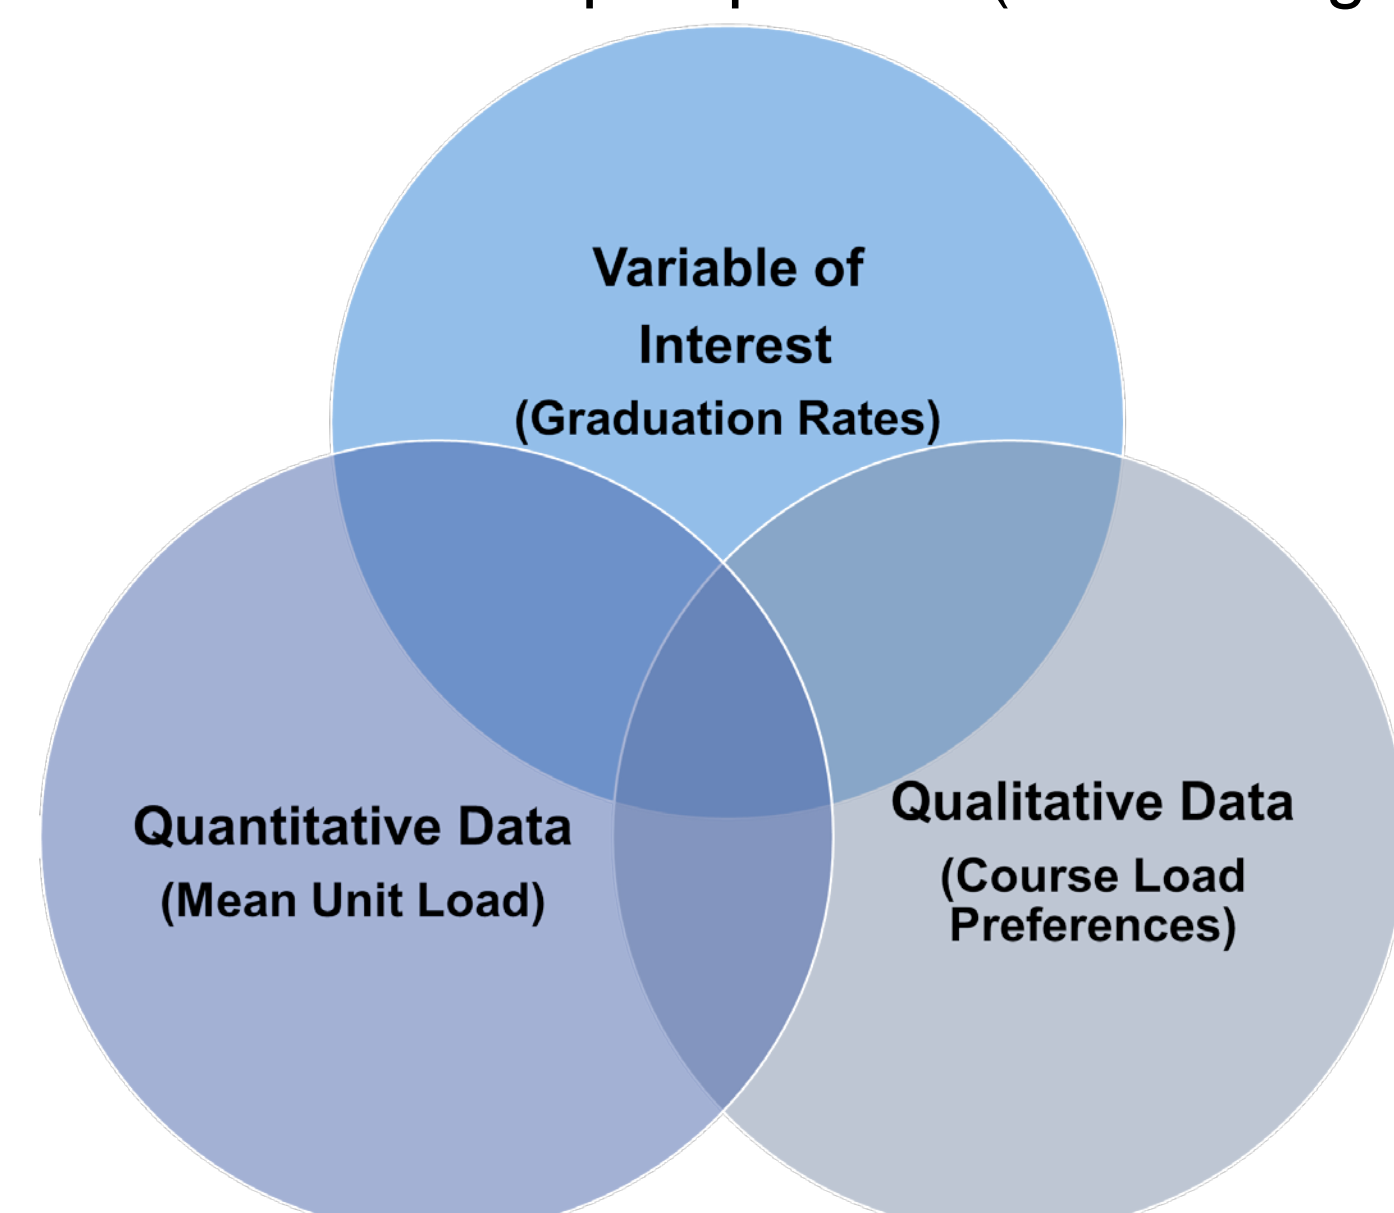 Variable of
Interest
(Graduation Rates)
Quantitative Data
(Mean Unit Load)
Qualitative Data
(Course Load
Preferences)